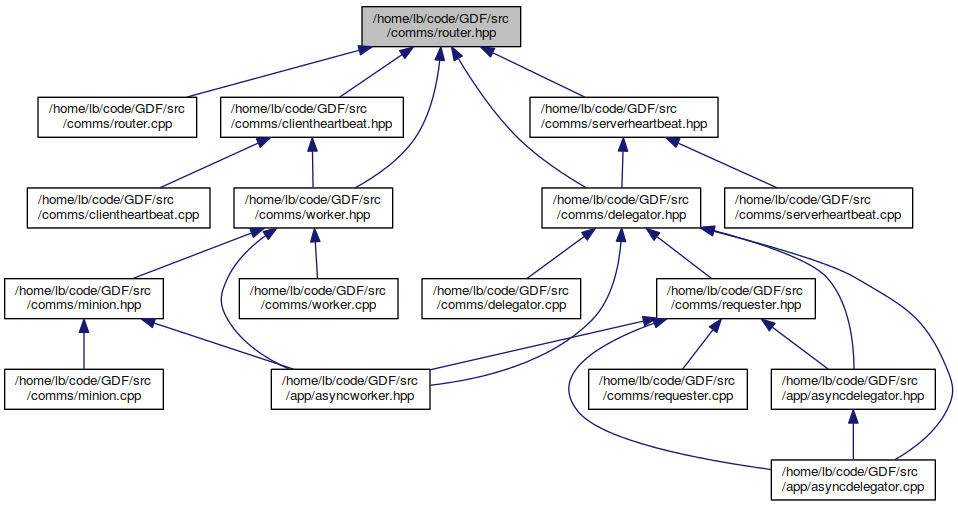 /home/lb/code/GDF/src
/comms/router.hpp
/home/lb/code/GDF/src
/comms/router.cpp
/home/lb/code/GDF/src
/comms/clientheartbeat.hpp
/home/lb/code/GDF/src
/comms/serverheartbeat.hpp
/home/lb/code/GDF/src
/comms/clientheartbeat.cpp
/home/lb/code/GDF/src
/comms/worker.hpp
/home/lb/code/GDF/src
/comms/delegator.hpp
/home/lb/code/GDF/src
/comms/serverheartbeat.cpp
/home/lb/code/GDF/src
/comms/minion.hpp
/home/lb/code/GDF/src
/comms/worker.cpp
/home/lb/code/GDF/src
/comms/delegator.cpp
/home/lb/code/GDF/src
/comms/requester.hpp
/home/lb/code/GDF/src
/comms/minion.cpp
/home/lb/code/GDF/src
/app/asyncworker.hpp
/home/lb/code/GDF/src
/comms/requester.cpp
/home/lb/code/GDF/src
/app/asyncdelegator.hpp
/home/lb/code/GDF/src
/app/asyncdelegator.cpp